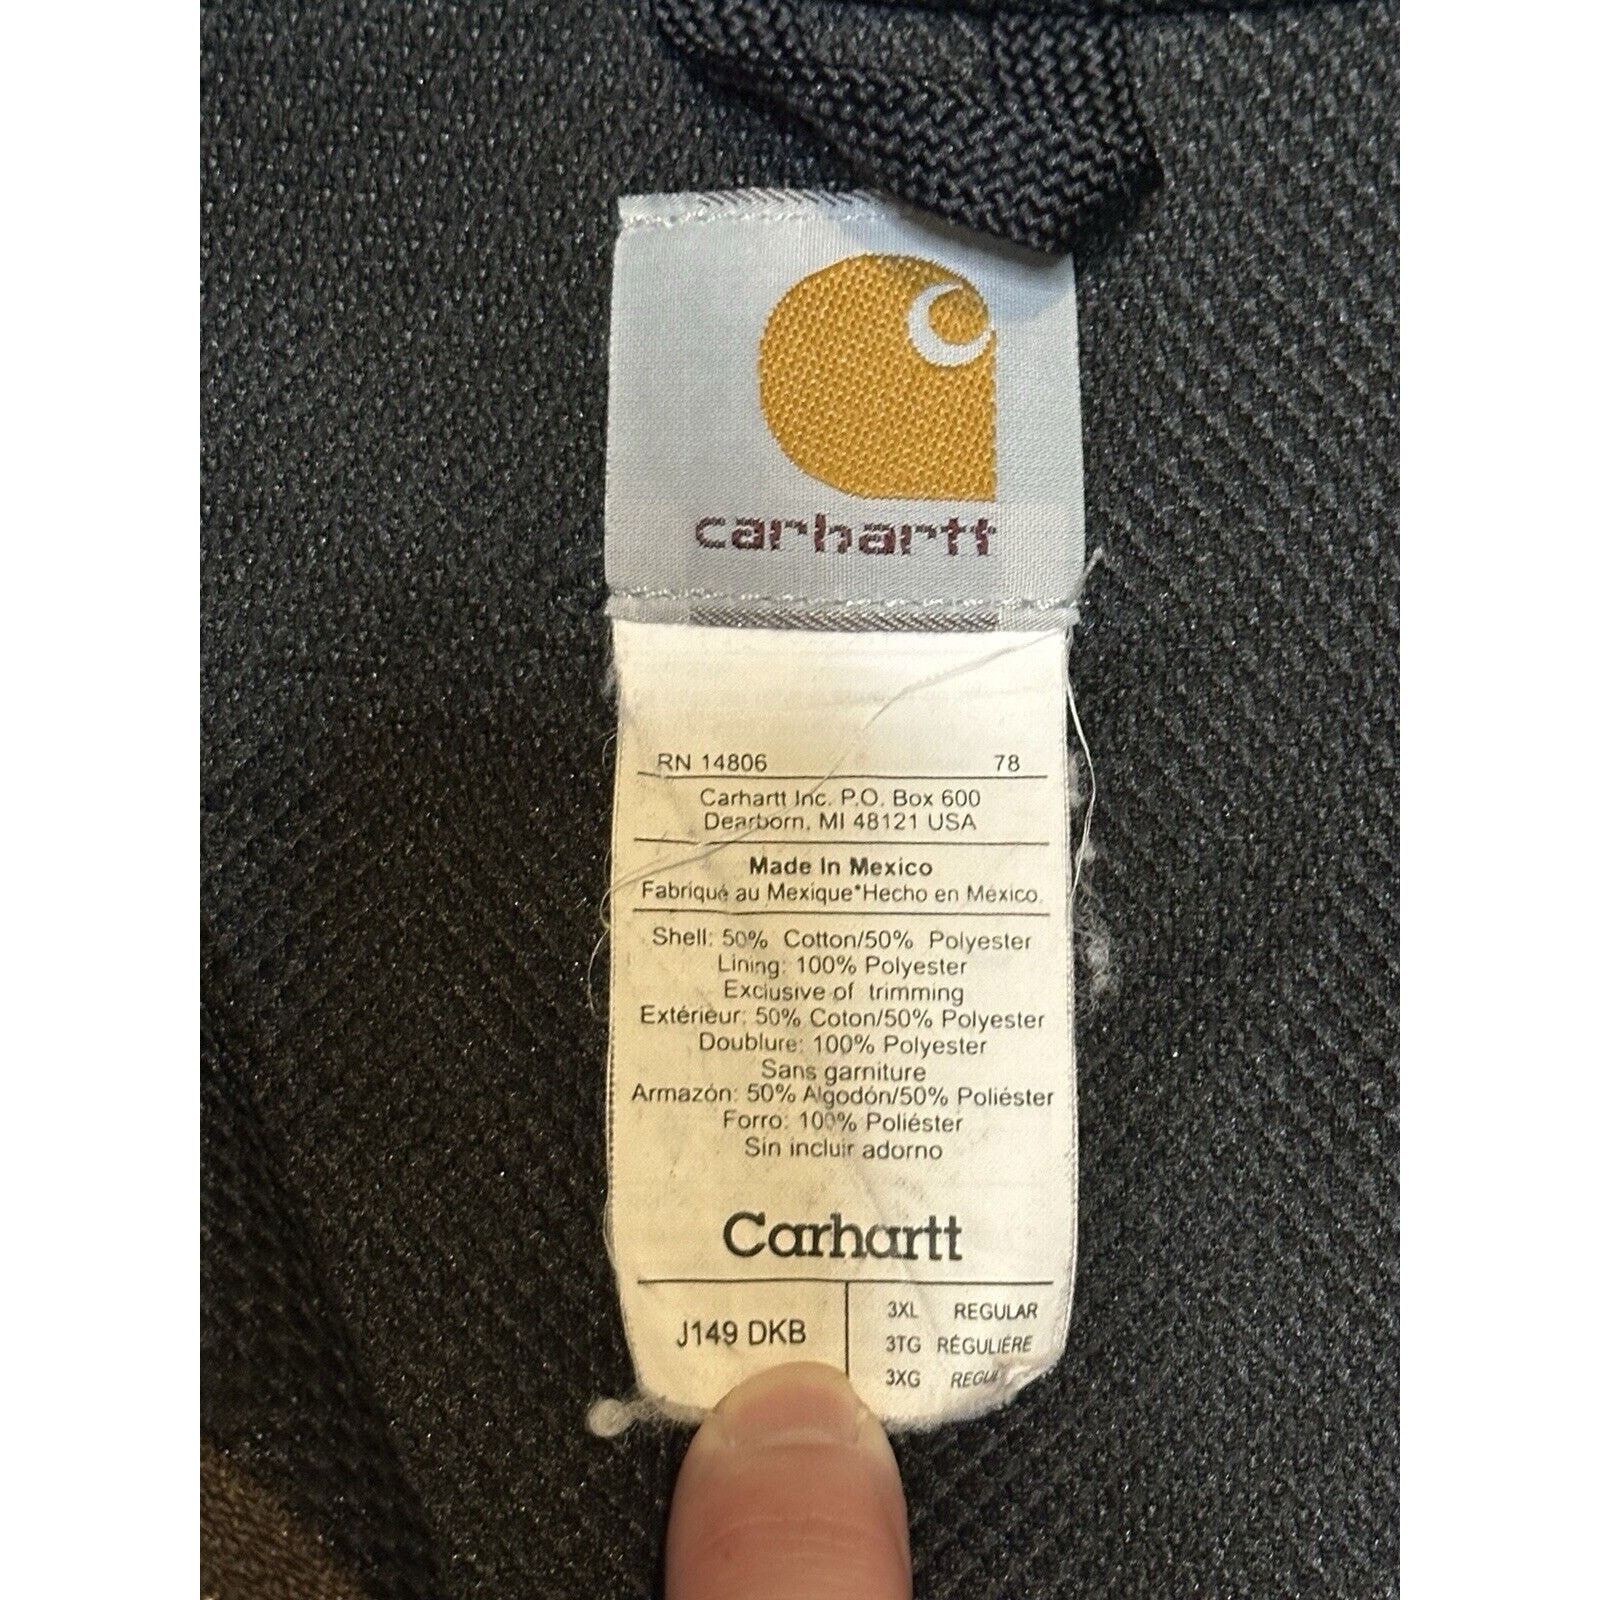 carhartt
RN 14806 78
Carhartt Inc. P.O. Box 600
Dearborn, MI 48121 USA
Made In Mexico
Fabriqué au Mexique*Hecho en México
Shell: 50% Cotton/50% Polyester
Lining: 100% Polyester
Exclusive of trimming
Extérieur: 50% Coton/50% Polyester
Doublure: 100% Polyester
Sans garniture
Armazón: 50% Algodón/50% Poliéster
Forro: 100% Poliéster
Sin incluir adorno
Carhartt
J149 DKB
3XL REGULAR
3TG RÉGULIÈRE
3XG